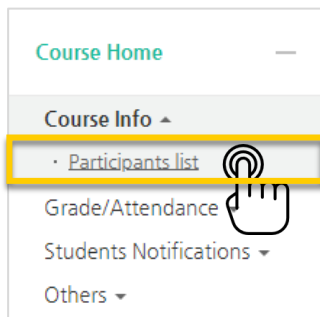 Course Home
Course Info
· Participants list
Grade/Attendance
Students Notifications
Others